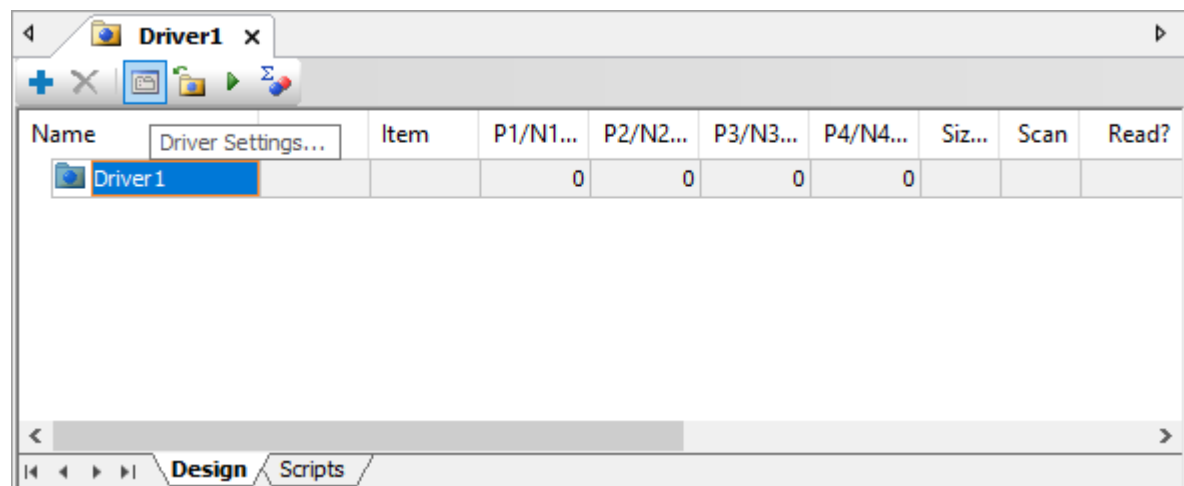 Driver1 x
Name Item P1/N1... P2/N2... P3/N3... P4/N4... Siz... Scan Read?
Driver Settings...
Driver1 0 0 0 0
Design Scripts